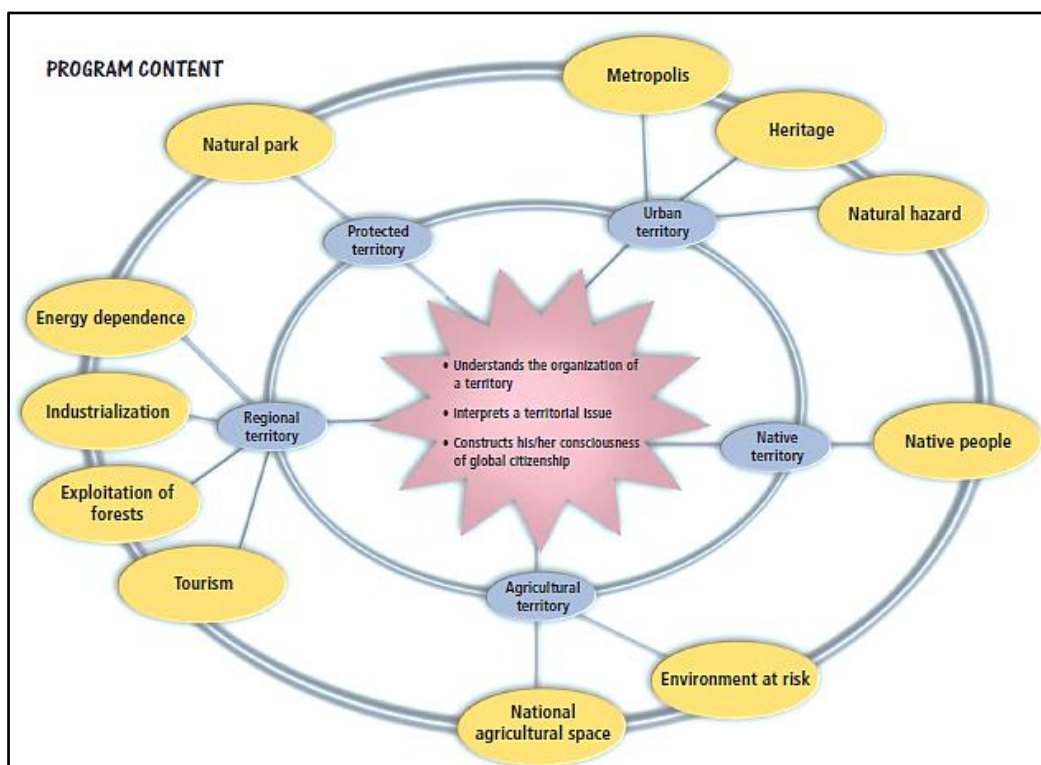 PROGRAM CONTENT
Metropolis
Heritage
Natural park
Natural hazard
Urban
territory
Protected
territory
Energy dependence
• Understands the organization of
a territory
• Interprets a territorial issue
• Constructs his/her consciousness
of global citizenship
Industrialization
Regional
territory
Native
territory
Native people
Exploitation of
forests
Tourism
Agricultural
territory
Environment at risk
National
agricultural space